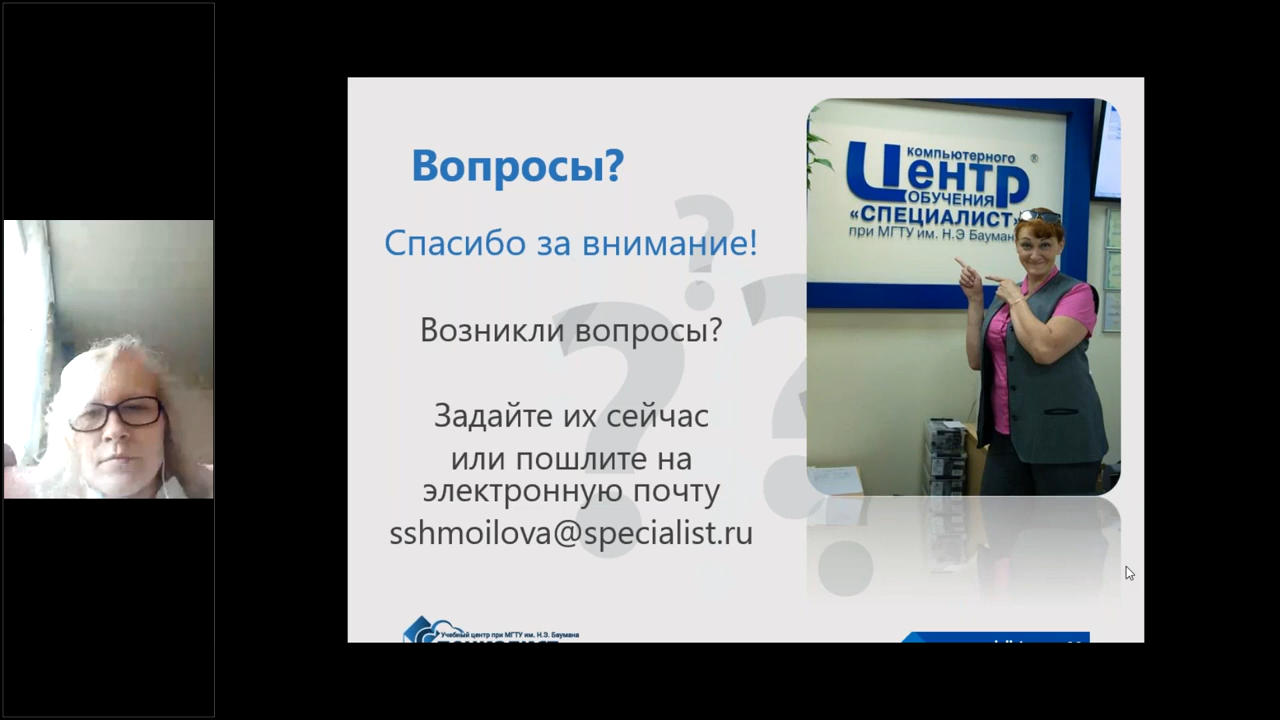 Вопросы?
Спасибо за внимание!
Возникли вопросы?
Задайте их сейчас
или пошлите на
электронную почту
sshmoilova@specialist.ru
компьютерного ®
Центр
ОБУЧЕНИЯ
«СПЕЦИАЛИСТ»
при МГТУ им. Н.Э Бауман
Учебный центр при МГТУ им. Н.Э. Баумана